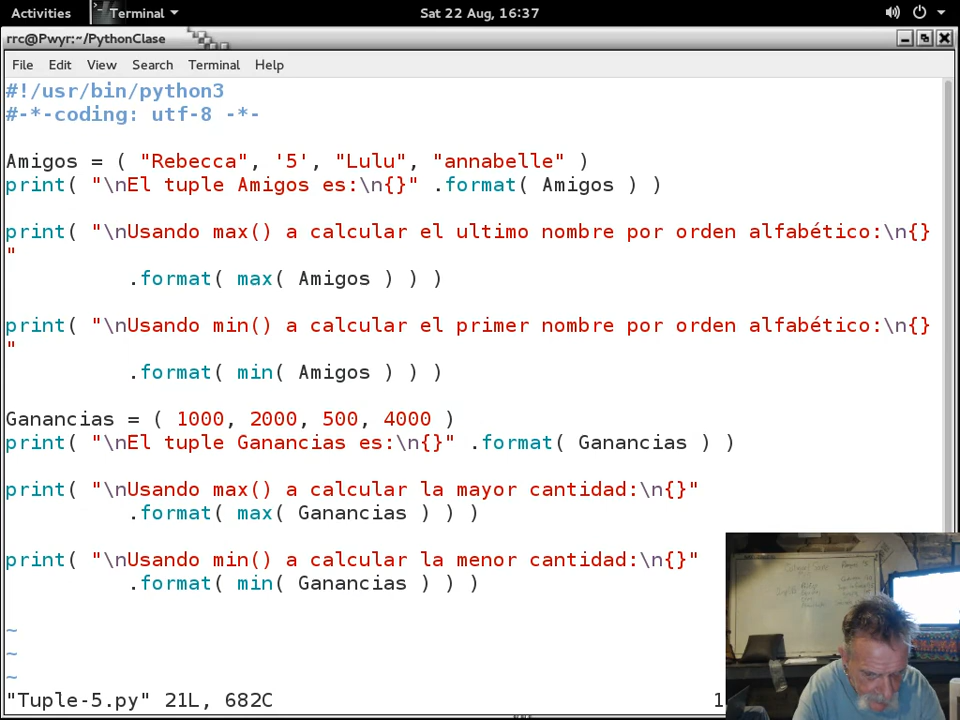 Activities Terminal Sat 22 Aug, 16:37
rrc@Pwyr:~/PythonClase
File Edit View Search Terminal Help
#!/usr/bin/python3
#-*-coding: utf-8 -*-
Amigos = ( "Rebecca", '5', "Lulu", "annabelle" )
print( "\nEl tuple Amigos es:\n{}" .format( Amigos ) )
print( "\nUsando max() a calcular el ultimo nombre por orden alfabético:\n{}
"
.format( max( Amigos ) ) )
print( "\nUsando min() a calcular el primer nombre por orden alfabético:\n{}
"
.format( min( Amigos ) ) )
Ganancias = ( 1000, 2000, 500, 4000 )
print( "\nEl tuple Ganancias es:\n{}" .format( Ganancias ) )
print( "\nUsando max() a calcular la mayor cantidad:\n{}"
.format( max( Ganancias ) ) )
print( "\nUsando min() a calcular la menor cantidad:\n{}"
.format( min( Ganancias ) ) )
~
~
~
"Tuple-5.py" 21L, 682C 1,